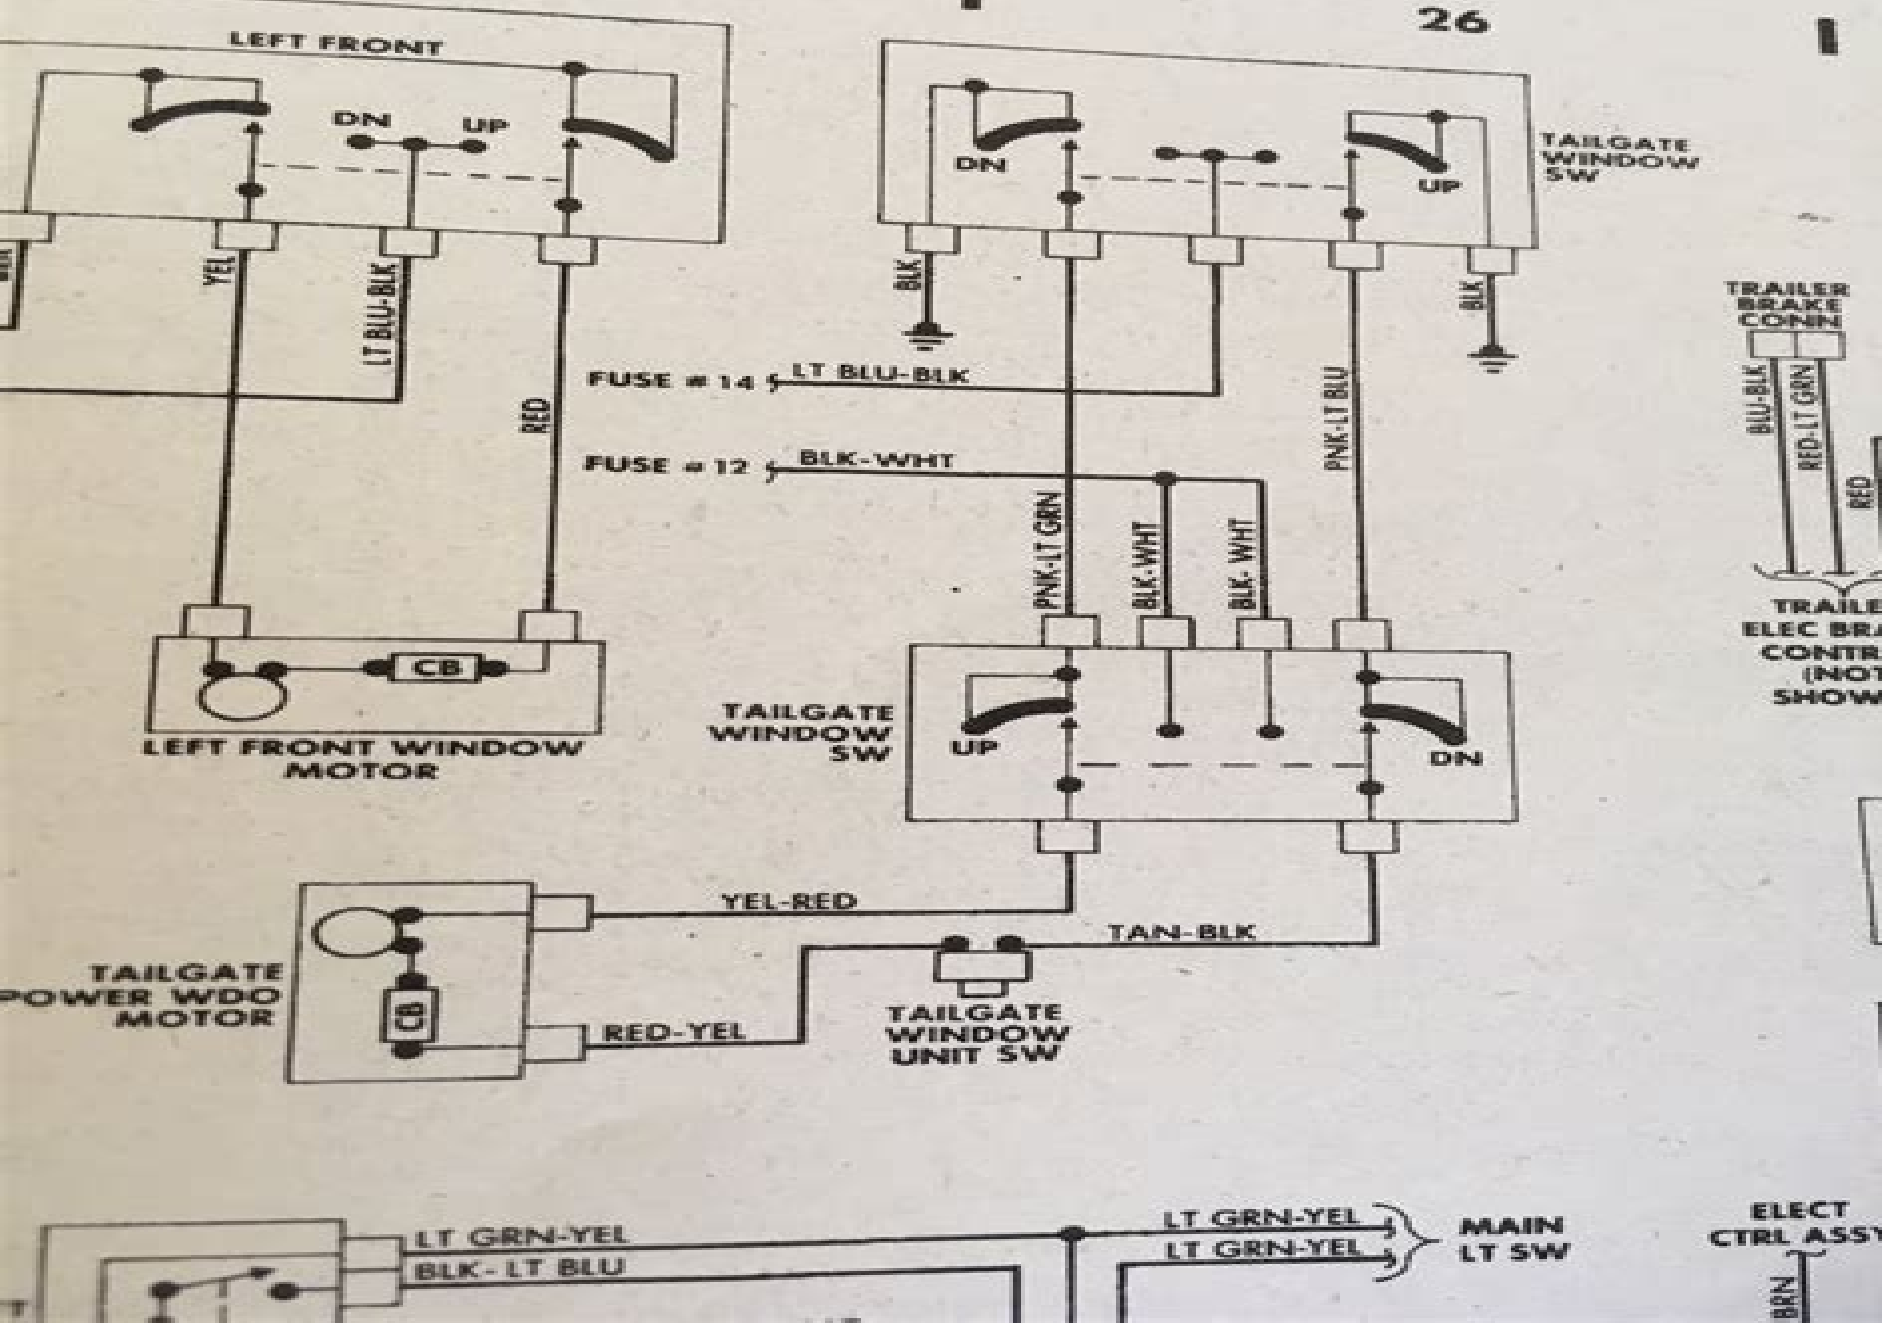 26
LEFT FRONT
DN
UP
DN
UP
TAILGATE
WINDOW
SW
YEL
LT BLU-BLK
RED
BLK
BLK
FUSE # 14
LT BLU-BLK
FUSE # 12
BLK-WHT
PNK-LT GRN
BLK-WHT
BLK-WHT
PNK-LT BLU
TRAILER
BRAKE
CONN
BLU-BLK
RED-LT GRN
RED
TRAILE
ELEC BRA
CONTR
(NOT
SHOW
CB
LEFT FRONT WINDOW
MOTOR
TAILGATE
WINDOW
SW
UP
DN
YEL-RED
TAN-BLK
TAILGATE
POWER WDO
MOTOR
CB
RED-YEL
TAILGATE
WINDOW
UNIT SW
LT GRN-YEL
BLK-LT BLU
LT GRN-YEL
LT GRN-YEL
MAIN
LT SW
ELECT
CTRL ASSY
BRN